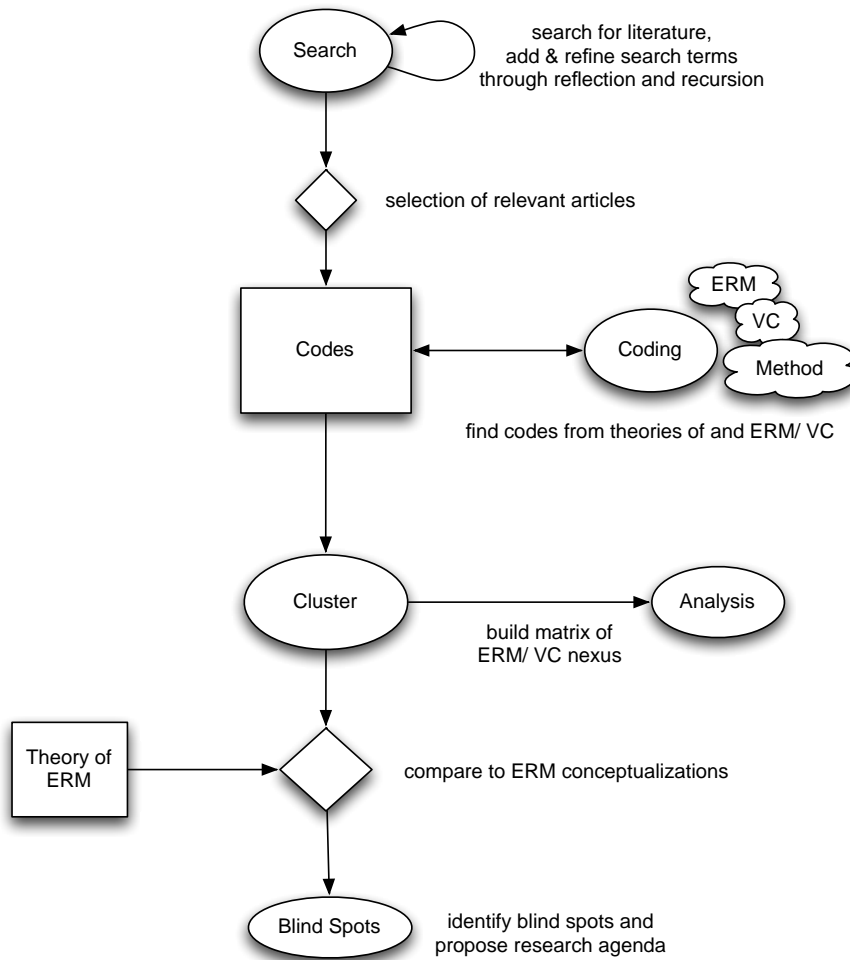 Search
search for literature,
add & refine search terms
through reflection and recursion
selection of relevant articles
Codes
Coding
ERM
VC
Method
find codes from theories of and ERM/ VC
Cluster
Analysis
build matrix of
ERM/ VC nexus
Theory of
ERM
compare to ERM conceptualizations
Blind Spots
identify blind spots and
propose research agenda